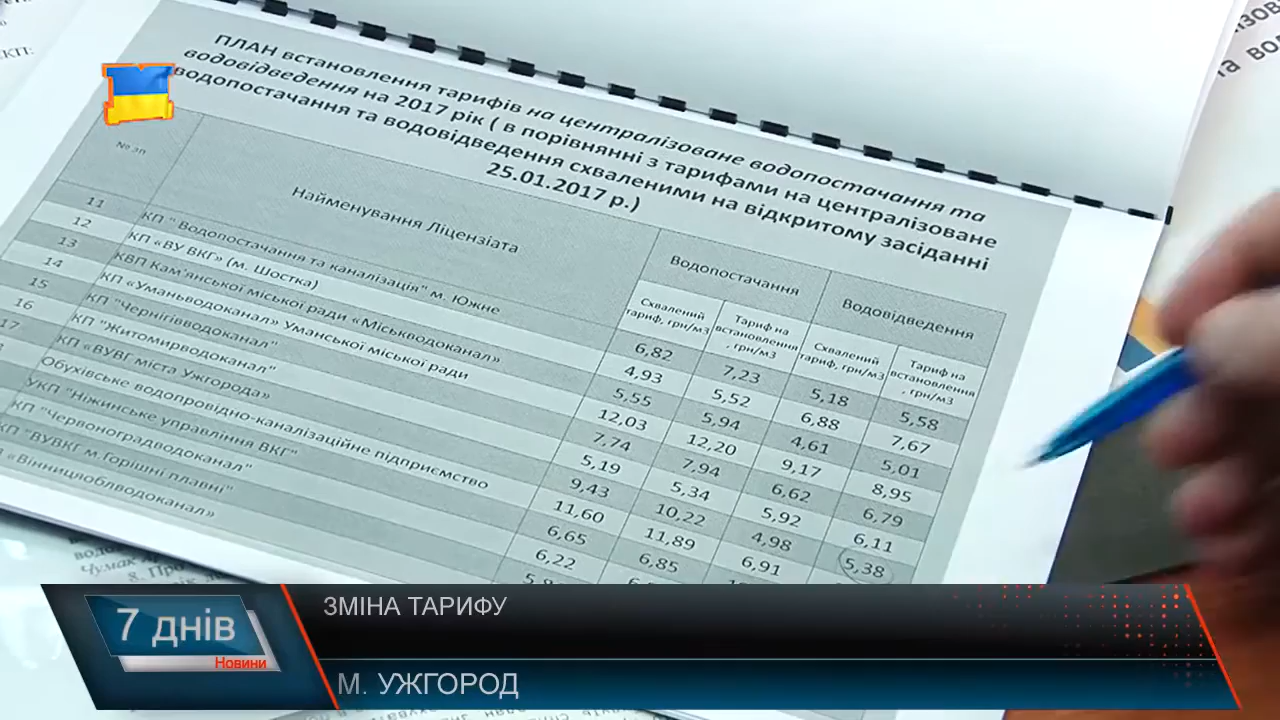 ПЛАН встановлення тарифів на централізоване водопостачання та
водовідведення на 2017 рік ( в порівнянні з тарифами на централізоване
водопостачання та водовідведення схваленими на відкритому засіданні
25.01.2017 р.)
№ зп Найменування Ліцензіата Водопостачання Водовідведення
Схвалений тариф, грн/м3 Тариф на встановлення, грн/м3 Схвалений тариф, грн/м3 Тариф на встановлення, грн/м3
11 КП " Водопостачання та каналізація" м. Южне 6,82 7,23 5,18 5,58
12 КП «ВУ ВКГ» (м. Шостка) 4,93 5,52 6,88 7,67
13 КВП Кам'янської міської ради «Міськводоканал» 5,55 5,94 4,61 5,01
14 КП «Уманьводоканал» Уманської міської ради 12,03 12,20 9,17 8,95
15 КП "Чернігівводоканал" 7,74 7,94 6,62 6,79
16 КП "Житомирводоканал" 5,19 5,34 5,92 6,11
17 КП «ВУВГ міста Ужгорода» 9,43 10,22 4,98 5,38
Обухівське водопровідно-каналізаційне підприємство 11,60 11,89 6,91
УКП "Ніжинське управління ВКГ" 6,65 6,85
КП "Червоноградводоканал" 6,22
КП "ВУВКГ м.Горішні плавні"
«Вінницяоблводоканал»
7 днів
Новини
ЗМІНА ТАРИФУ
М. УЖГОРОД